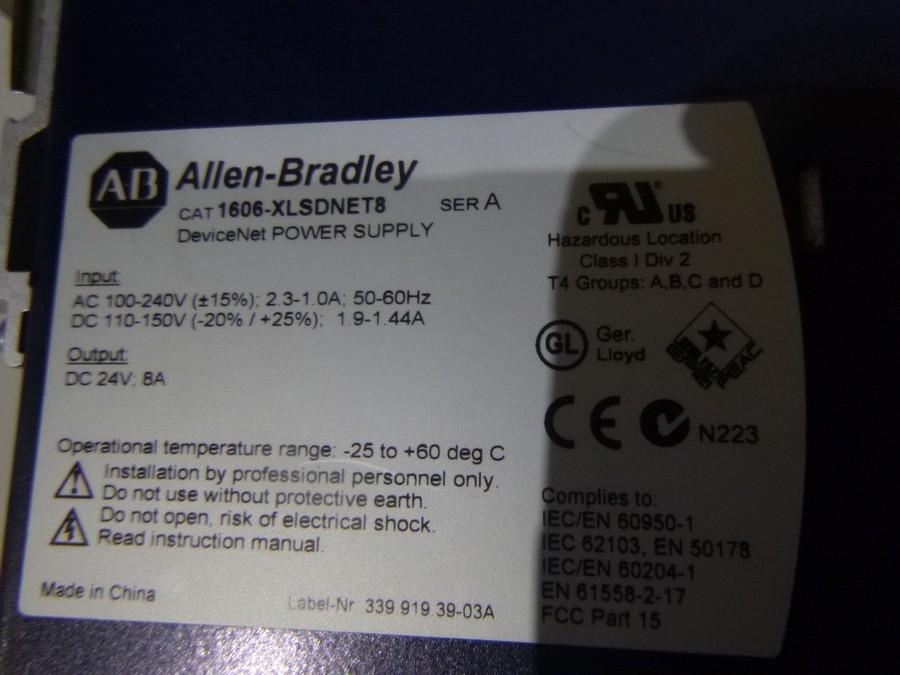 AB Allen-Bradley
CAT 1606-XLSDNET8 SER A
DeviceNet POWER SUPPLY
Input:
AC 100-240V (±15%); 2.3-1.0A; 50-60Hz
DC 110-150V (-20% / +25%); 1.9-1.44A
Output:
DC 24V; 8A
Operational temperature range: -25 to +60 deg C
Installation by professional personnel only.
Do not use without protective earth.
Do not open, risk of electrical shock.
Read instruction manual.
Made in China
Label-Nr 339 919 39-03A
C RU US
Hazardous Location
Class I Div 2
T4 Groups: A,B,C and D
GL Ger.
Lloyd
CE N223
Complies to:
IEC/EN 60950-1
IEC 62103, EN 50178
IEC/EN 60204-1
EN 61558-2-17
FCC Part 15